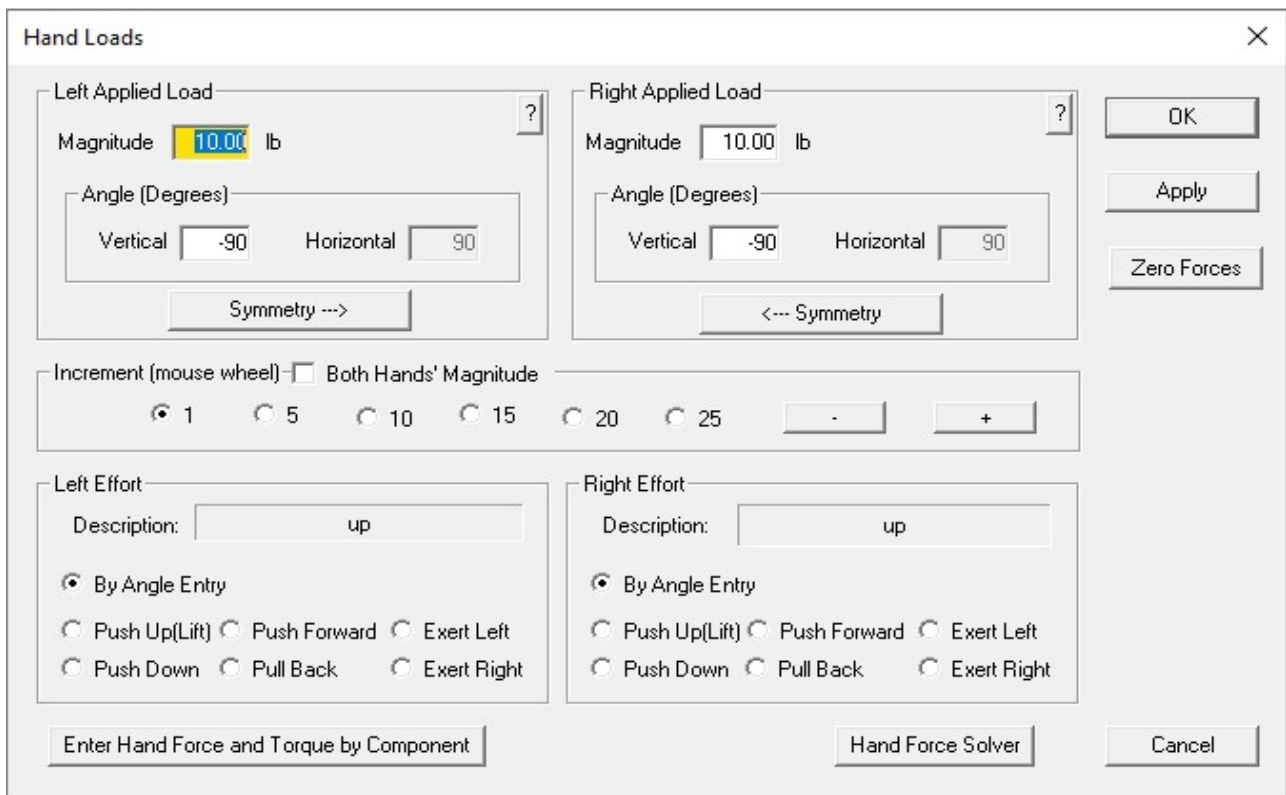 Hand Loads
Left Applied Load
?
Magnitude 10.00 lb
Angle (Degrees)
Vertical -90 Horizontal 90
Symmetry --->
Right Applied Load
?
Magnitude 10.00 lb
Angle (Degrees)
Vertical -90 Horizontal 90
<--- Symmetry
OK
Apply
Zero Forces
Increment (mouse wheel) Both Hands' Magnitude
1 5 10 15 20 25 - +
Left Effort
Description: up
By Angle Entry
Push Up(Lift) Push Forward Exert Left
Push Down Pull Back Exert Right
Right Effort
Description: up
By Angle Entry
Push Up(Lift) Push Forward Exert Left
Push Down Pull Back Exert Right
Enter Hand Force and Torque by Component
Hand Force Solver
Cancel